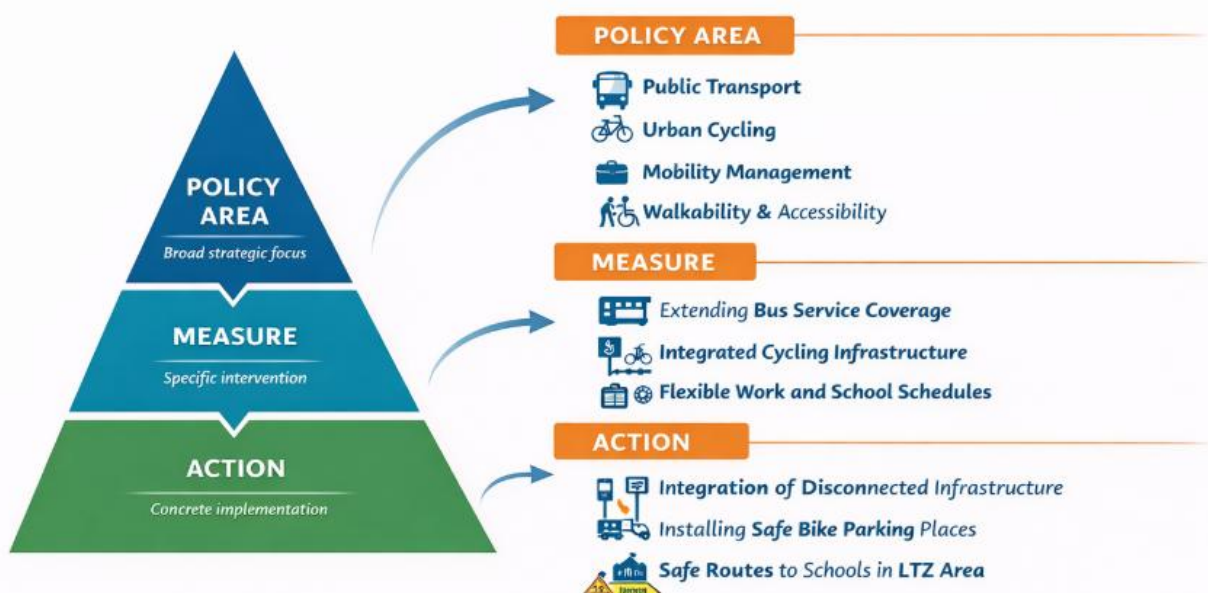 POLICY AREA
Public Transport
Urban Cycling
Mobility Management
Walkability & Accessibility
POLICY
AREA
Broad strategic focus
MEASURE
Extending Bus Service Coverage
Integrated Cycling Infrastructure
Flexible Work and School Schedules
MEASURE
Specific intervention
ACTION
Integration of Disconnected Infrastructure
Installing Safe Bike Parking Places
Safe Routes to Schools in LTZ Area
ACTION
Concrete implementation